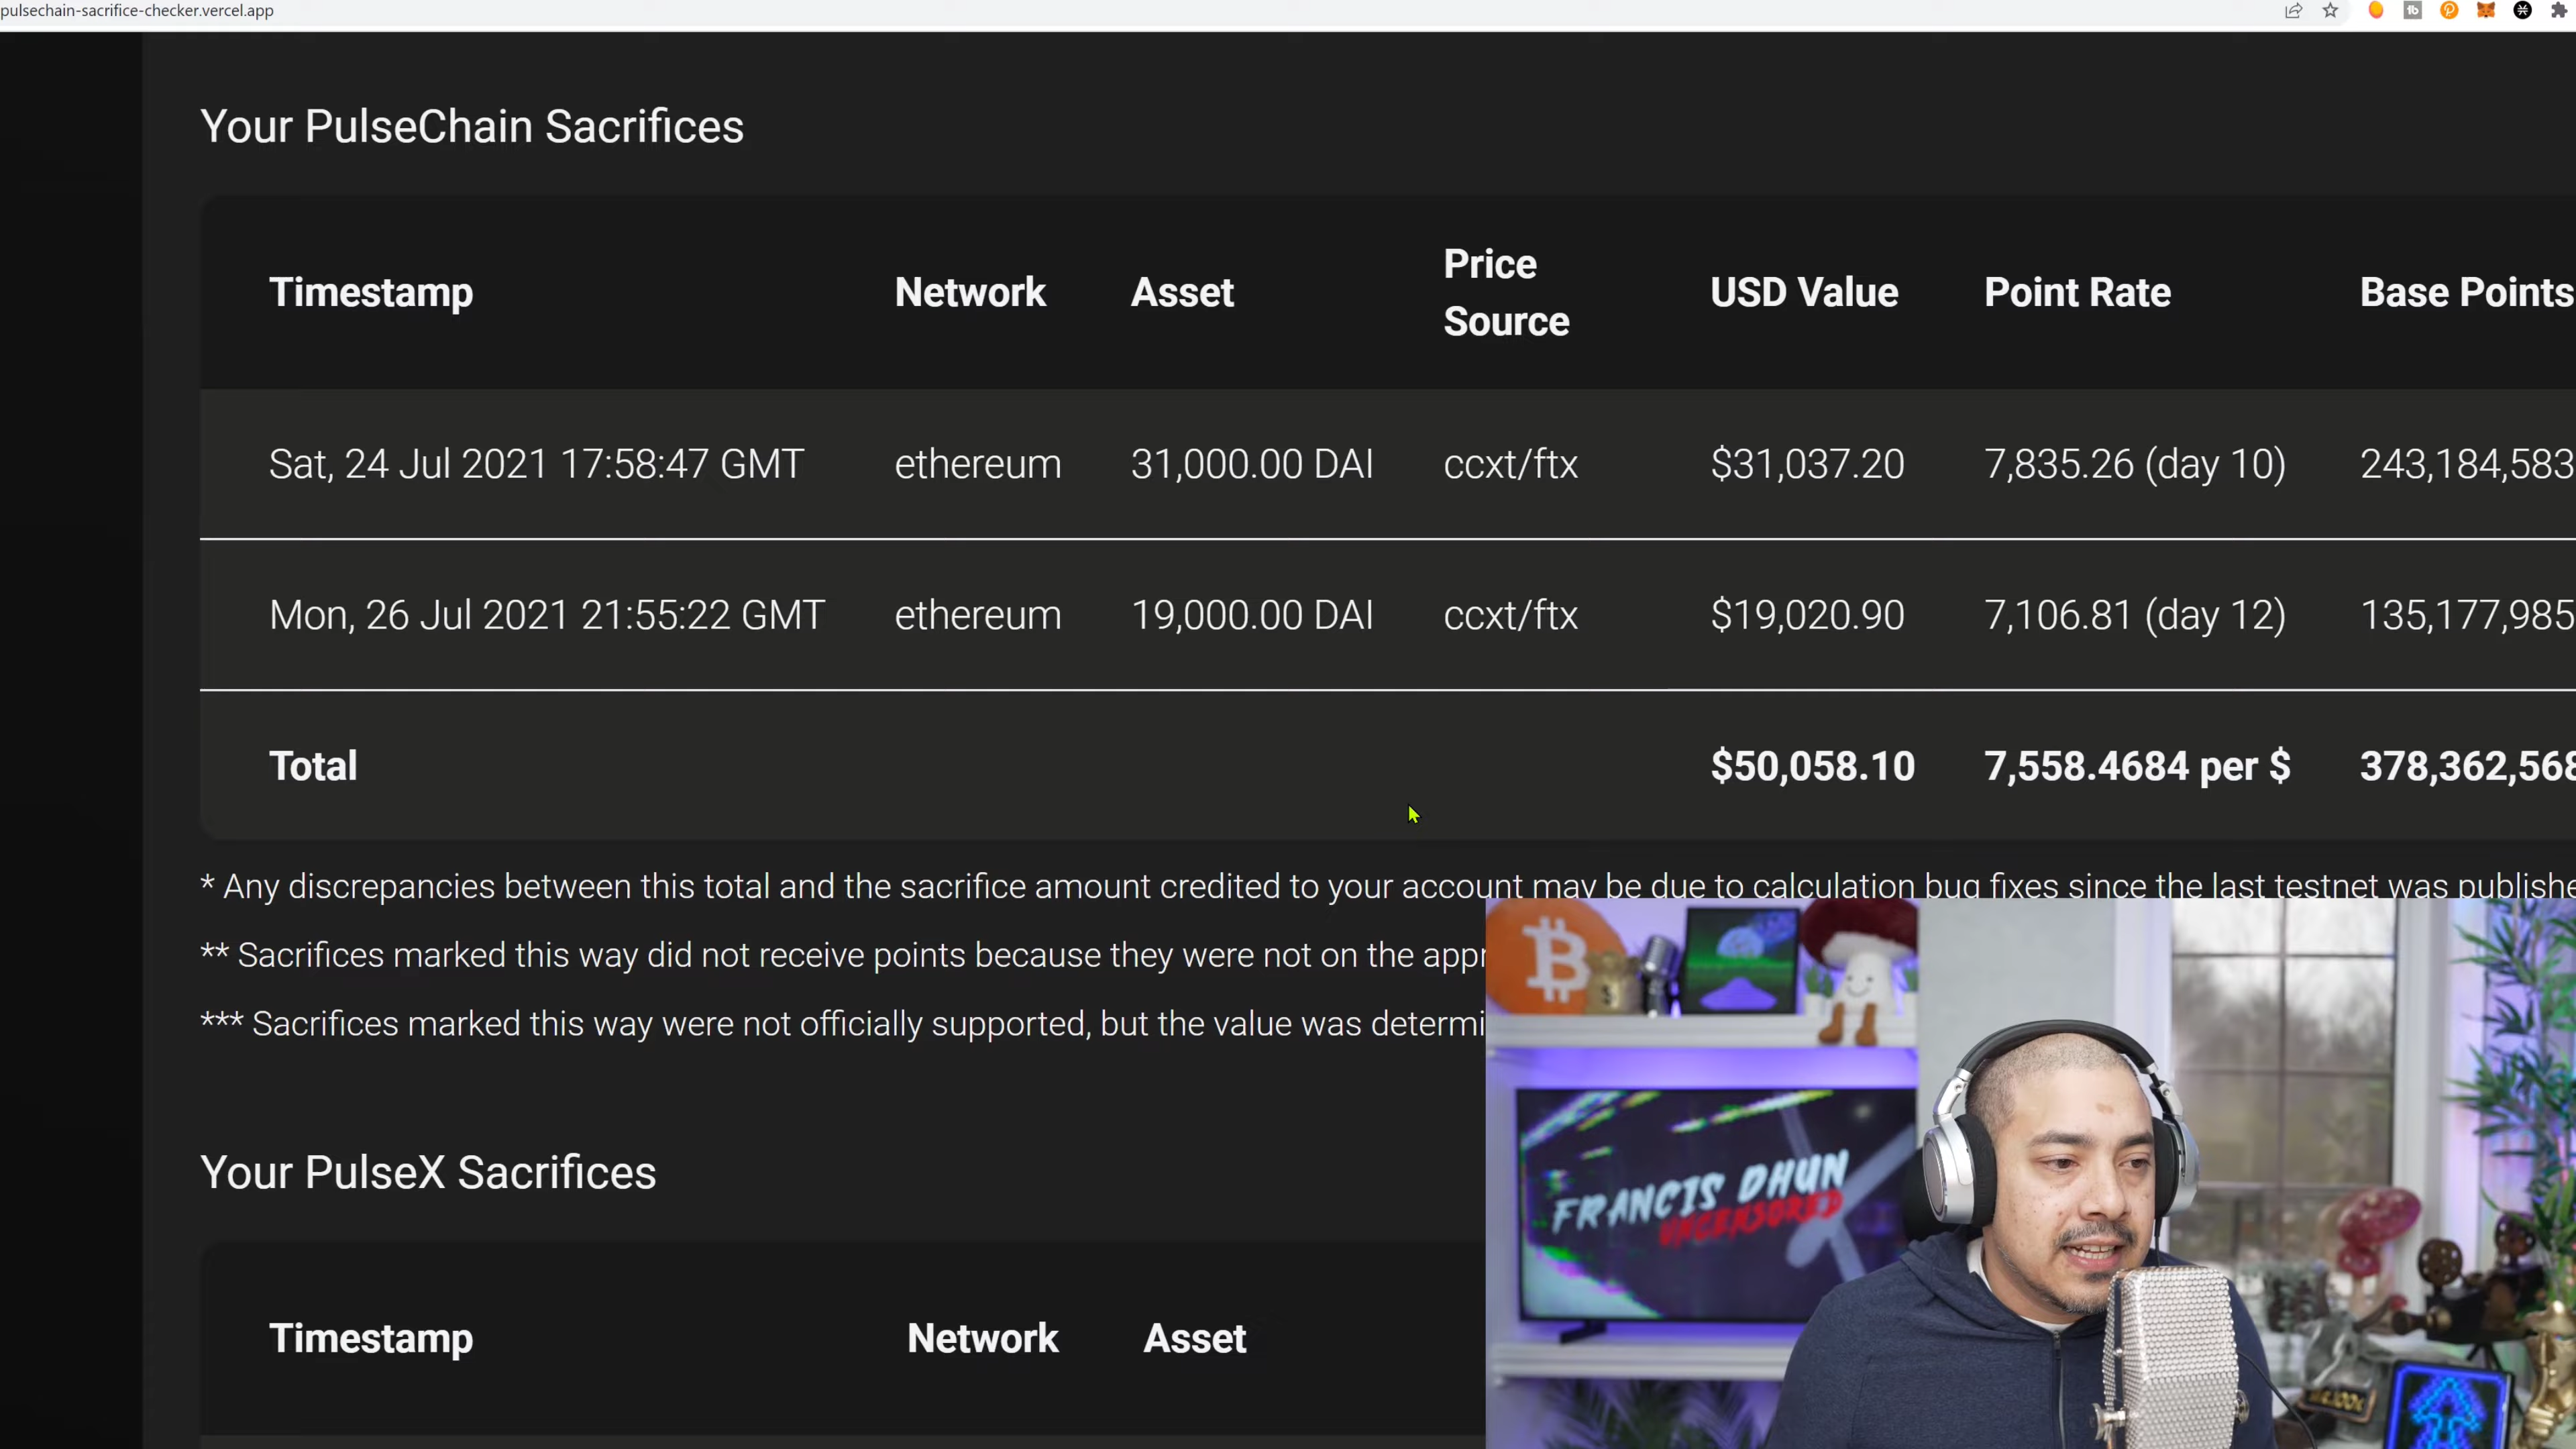 pulsechain-sacrifice-checker.vercel.app
Your PulseChain Sacrifices
Timestamp Network Asset Price Source USD Value Point Rate Base Points
Sat, 24 Jul 2021 17:58:47 GMT ethereum 31,000.00 DAI ccxt/ftx $31,037.20 7,835.26 (day 10) 243,184,583
Mon, 26 Jul 2021 21:55:22 GMT ethereum 19,000.00 DAI ccxt/ftx $19,020.90 7,106.81 (day 12) 135,177,985
Total $50,058.10 7,558.4684 per $ 378,362,568
* Any discrepancies between this total and the sacrifice amount credited to your account may be due to calculation bug fixes since the last testnet was publishe
** Sacrifices marked this way did not receive points because they were not on the appr
*** Sacrifices marked this way were not officially supported, but the value was determi
Your PulseX Sacrifices
Timestamp Network Asset
FRANCIS DHUN
UNCENSORED